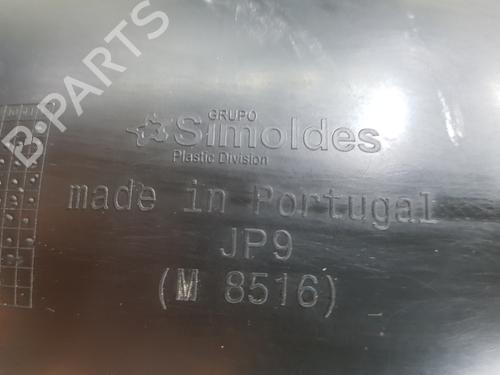 GRUPO
Simoldes
Plastic Division
made in Portugal
JP9
(M 8516)
B-PARTS